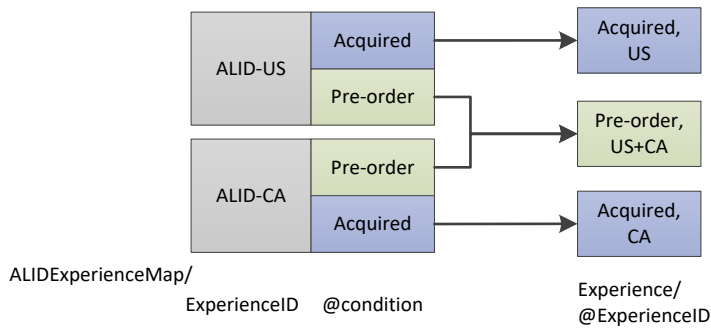 ALID-US
Acquired
Pre-order
Acquired,
US
ALID-CA
Pre-order
Acquired
Pre-order,
US+CA
Acquired,
CA
ALIDExperienceMap/
ExperienceID
@condition
Experience/
@ExperienceID